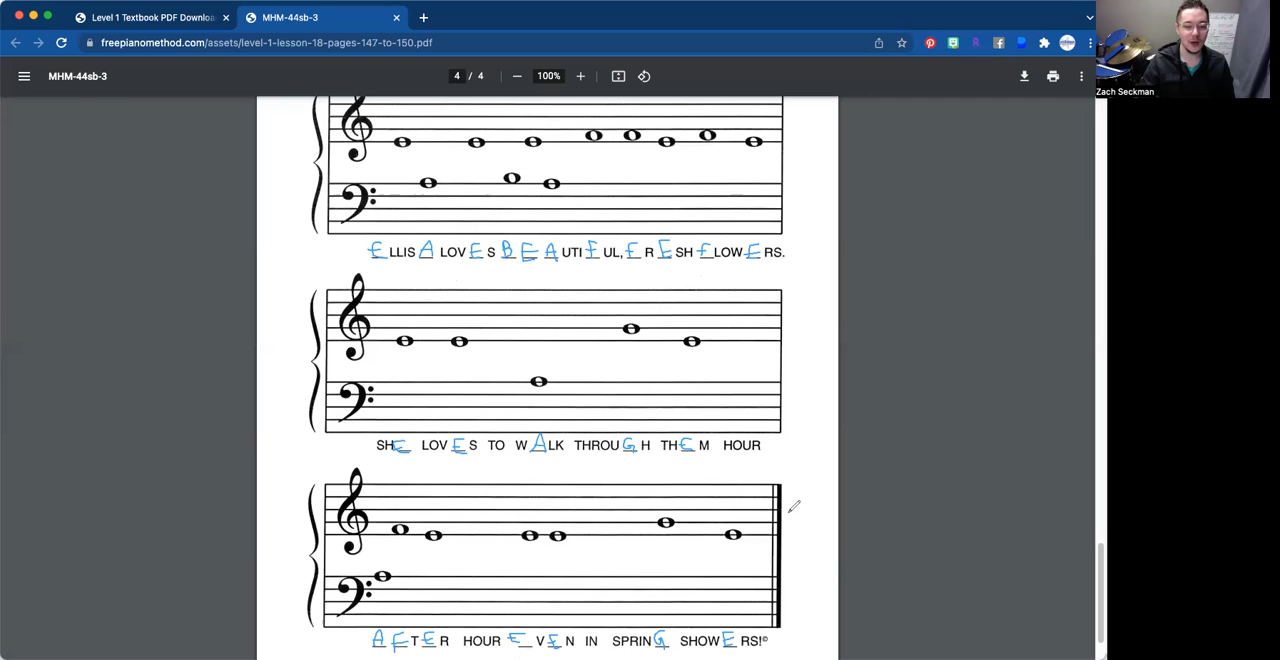 Level 1 Textbook PDF Downloa
MHM-44sb-3
freepianomethod.com/assets/level-1-lesson-18-pages-147-to-150.pdf
MHM-44sb-3
4 / 4
100%
Zach Seckman
ELLIS A LOVES BEAUTIFUL, FRESH FLOWERS.
SHE LOVES TO WALK THROUGH THEM HOUR
AFTER HOUR EVEN IN SPRING SHOWERS!©